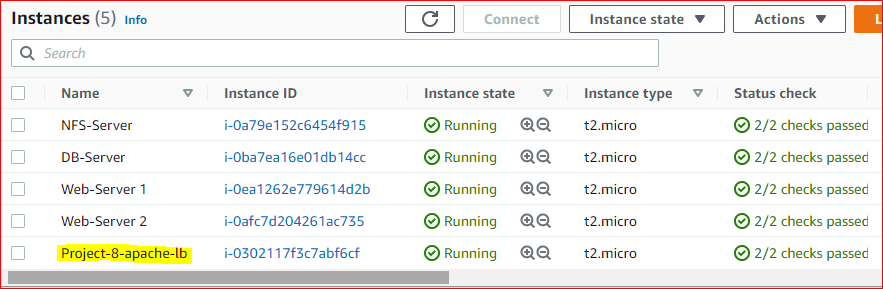 Instances (5) Info Connect Instance state Actions L
Search
Name Instance ID Instance state Instance type Status check
NFS-Server i-0a79e152c6454f915 Running t2.micro 2/2 checks passed
DB-Server i-0ba7ea16e01db14cc Running t2.micro 2/2 checks passed
Web-Server 1 i-0ea1262e779614d2b Running t2.micro 2/2 checks passed
Web-Server 2 i-0afc7d204261ac735 Running t2.micro 2/2 checks passed
Project-8-apache-lb i-0302117f3c7abf6cf Running t2.micro 2/2 checks passed